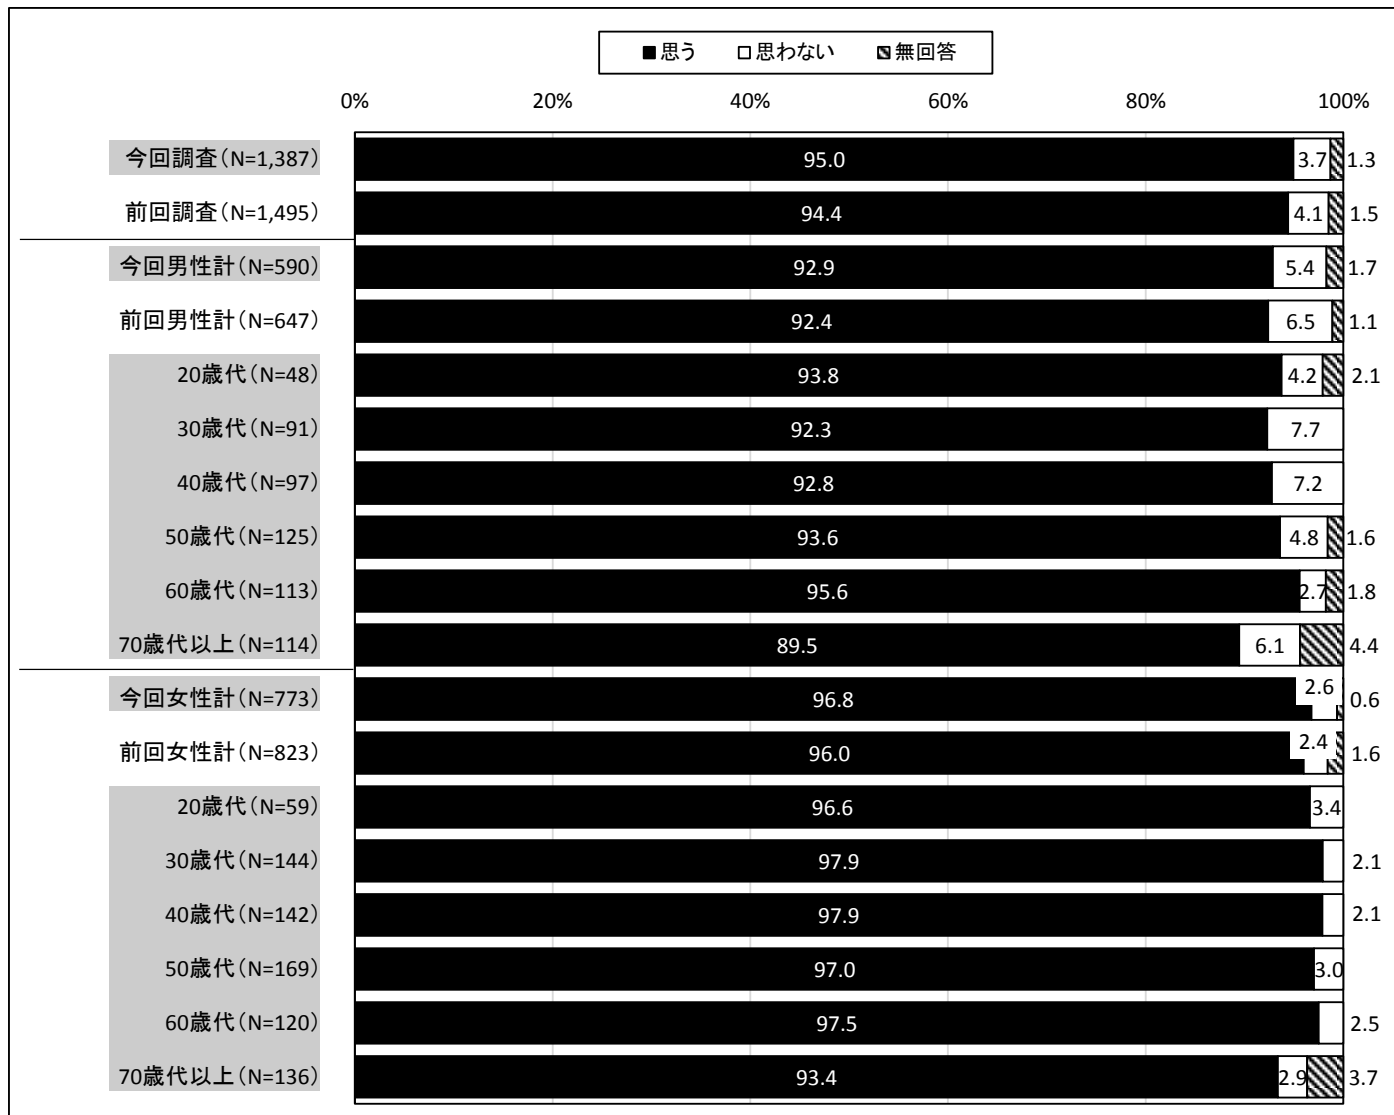 ■思う □思わない 無回答
0% 20% 40% 60% 80% 100%
今回調査(N=1,387) 95.0 3.7 1.3
前回調査(N=1,495) 94.4 4.1 1.5
今回男性計(N=590) 92.9 5.4 1.7
前回男性計(N=647) 92.4 6.5 1.1
20歳代(N=48) 93.8 4.2 2.1
30歳代(N=91) 92.3 7.7
40歳代(N=97) 92.8 7.2
50歳代(N=125) 93.6 4.8 1.6
60歳代(N=113) 95.6 2.7 1.8
70歳代以上(N=114) 89.5 6.1 4.4
今回女性計(N=773) 96.8 2.6 0.6
前回女性計(N=823) 96.0 2.4 1.6
20歳代(N=59) 96.6 3.4
30歳代(N=144) 97.9 2.1
40歳代(N=142) 97.9 2.1
50歳代(N=169) 97.0 3.0
60歳代(N=120) 97.5 2.5
70歳代以上(N=136) 93.4 2.9 3.7